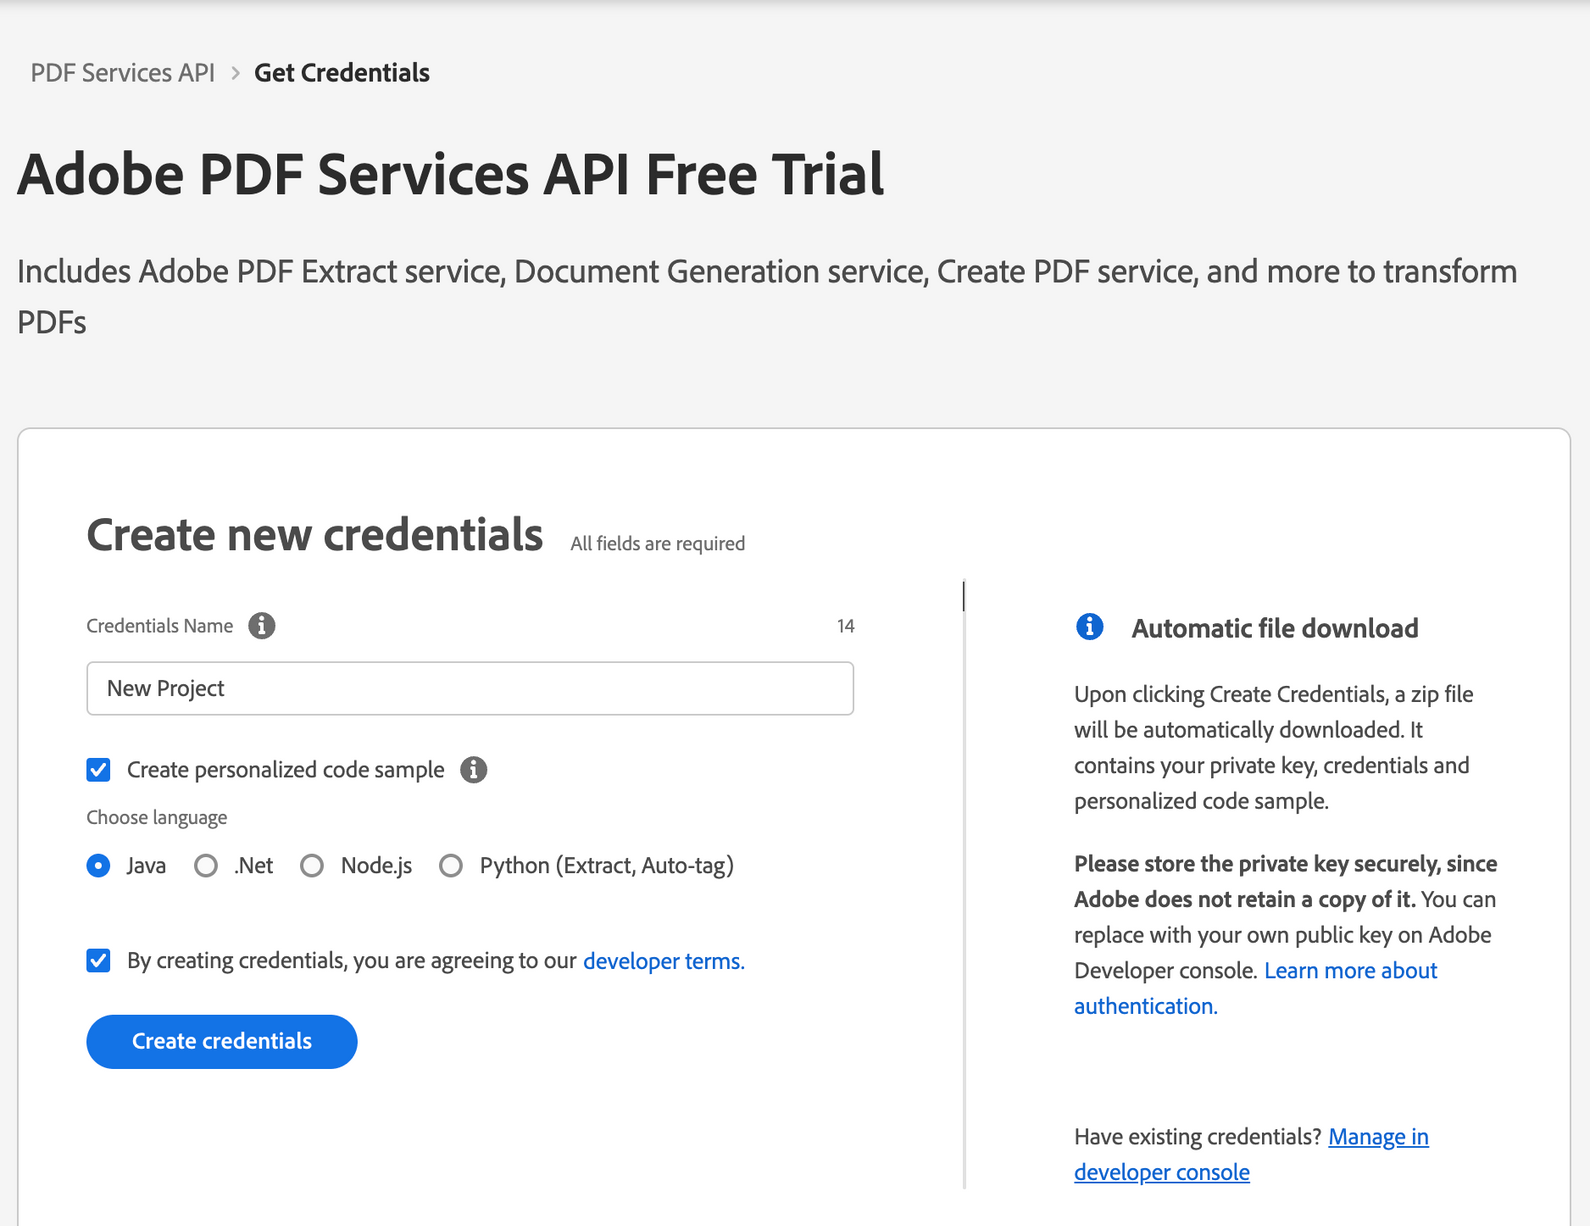 PDF Services API > Get Credentials
Adobe PDF Services API Free Trial
Includes Adobe PDF Extract service, Document Generation service, Create PDF service, and more to transform
PDFs
Create new credentials All fields are required
Credentials Name 14
New Project
Create personalized code sample
Choose language
Java .Net Node.js Python (Extract, Auto-tag)
By creating credentials, you are agreeing to our developer terms.
Create credentials
Automatic file download
Upon clicking Create Credentials, a zip file
will be automatically downloaded. It
contains your private key, credentials and
personalized code sample.
Please store the private key securely, since
Adobe does not retain a copy of it. You can
replace with your own public key on Adobe
Developer console. Learn more about
authentication.
Have existing credentials? Manage in
developer console